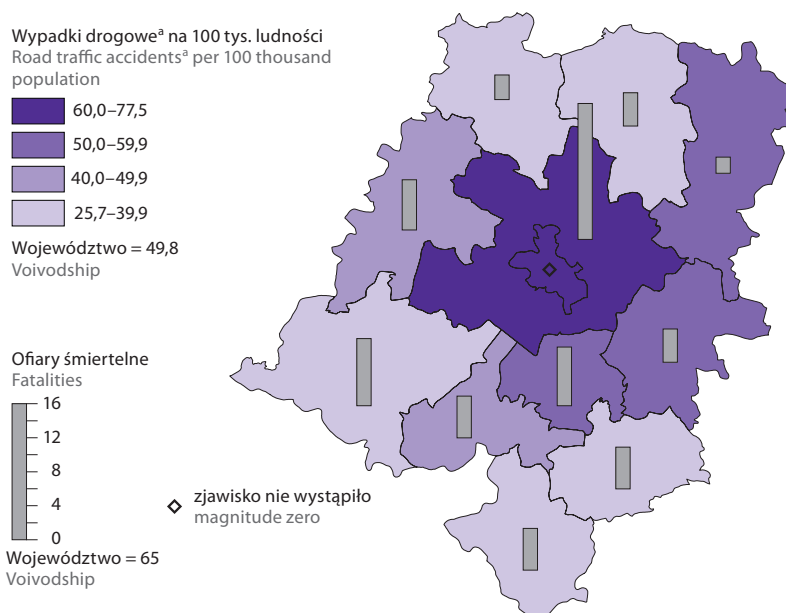 Wypadki drogoweᵃ na 100 tys. ludności
Road traffic accidentsᵃ per 100 thousand
population
60,0–77,5
50,0–59,9
40,0–49,9
25,7–39,9
Województwo = 49,8
Voivodship
Ofiary śmiertelne
Fatalities
16
12
8
4
0
Województwo = 65
Voivodship
zjawisko nie wystąpiło
magnitude zero